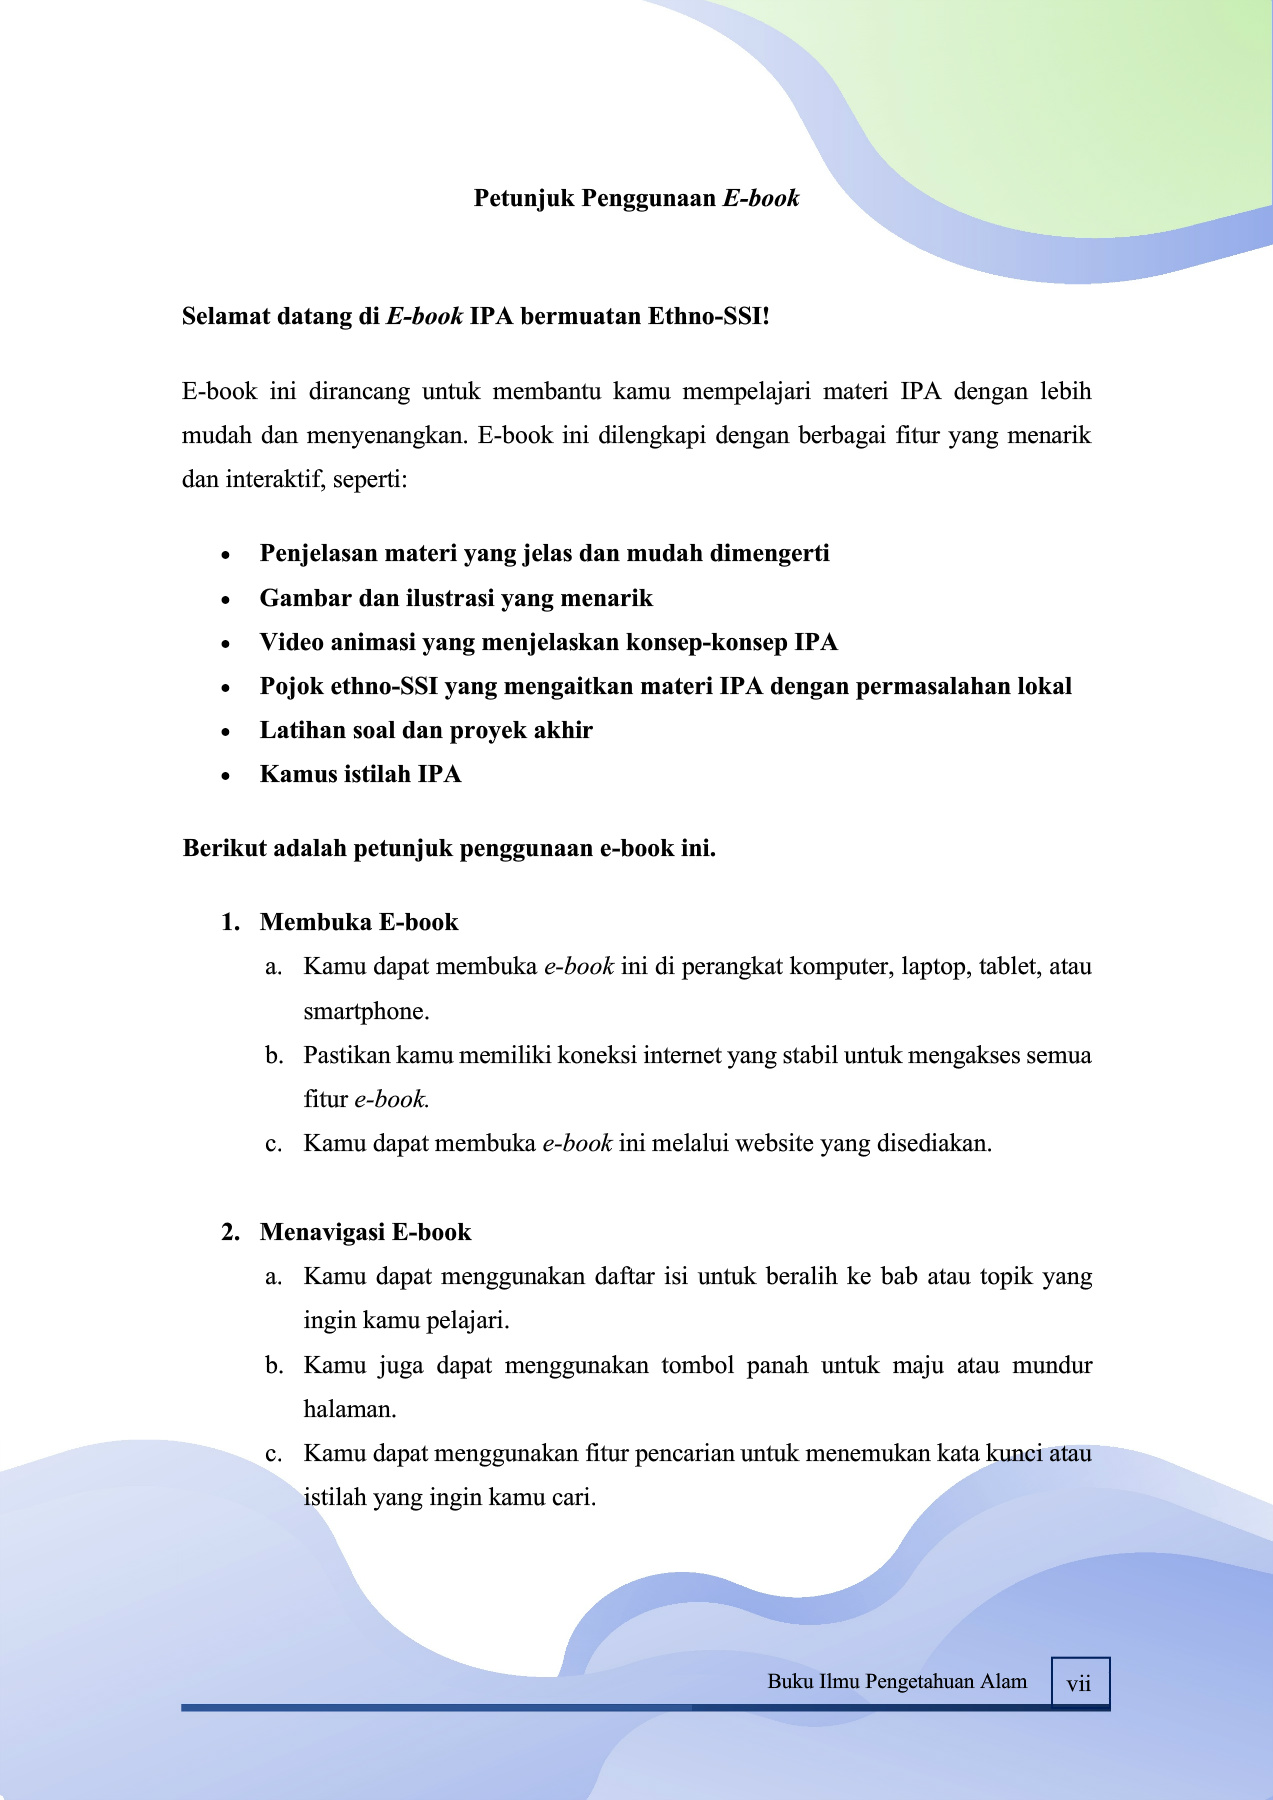 Petunjuk Penggunaan E-book
Selamat datang di E-book IPA bermuatan Ethno-SSI!
E-book ini dirancang untuk membantu kamu mempelajari materi IPA dengan lebih
mudah dan menyenangkan. E-book ini dilengkapi dengan berbagai fitur yang menarik
dan interaktif, seperti:
• Penjelasan materi yang jelas dan mudah dimengerti
• Gambar dan ilustrasi yang menarik
• Video animasi yang menjelaskan konsep-konsep IPA
• Pojok ethno-SSI yang mengaitkan materi IPA dengan permasalahan lokal
• Latihan soal dan proyek akhir
• Kamus istilah IPA
Berikut adalah petunjuk penggunaan e-book ini.
1. Membuka E-book
a. Kamu dapat membuka e-book ini di perangkat komputer, laptop, tablet, atau
smartphone.
b. Pastikan kamu memiliki koneksi internet yang stabil untuk mengakses semua
fitur e-book.
c. Kamu dapat membuka e-book ini melalui website yang disediakan.
2. Menavigasi E-book
a. Kamu dapat menggunakan daftar isi untuk beralih ke bab atau topik yang
ingin kamu pelajari.
b. Kamu juga dapat menggunakan tombol panah untuk maju atau mundur
halaman.
c. Kamu dapat menggunakan fitur pencarian untuk menemukan kata kunci atau
istilah yang ingin kamu cari.
Buku Ilmu Pengetahuan Alam vii